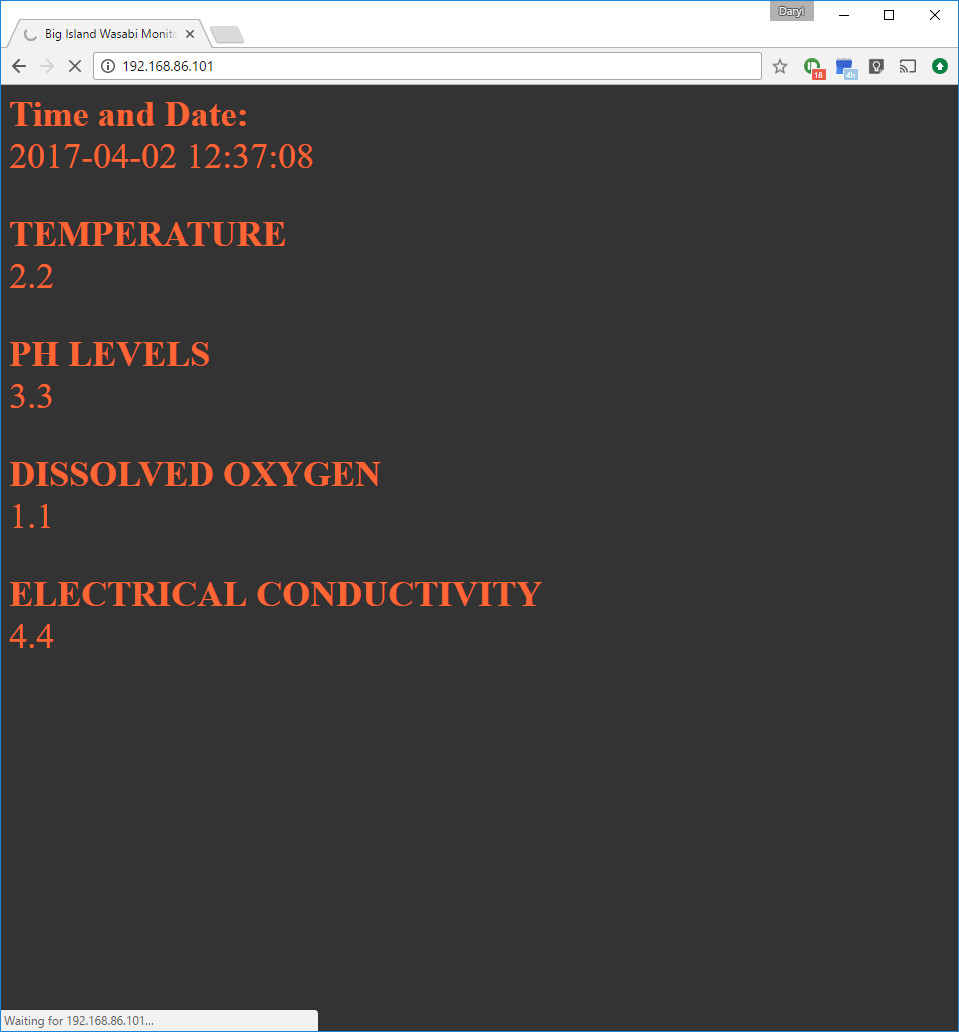 Daryl
Big Island Wasabi Monito
192.168.86.101
18
4h
Time and Date:
2017-04-02 12:37:08
TEMPERATURE
2.2
PH LEVELS
3.3
DISSOLVED OXYGEN
1.1
ELECTRICAL CONDUCTIVITY
4.4
Waiting for 192.168.86.101...